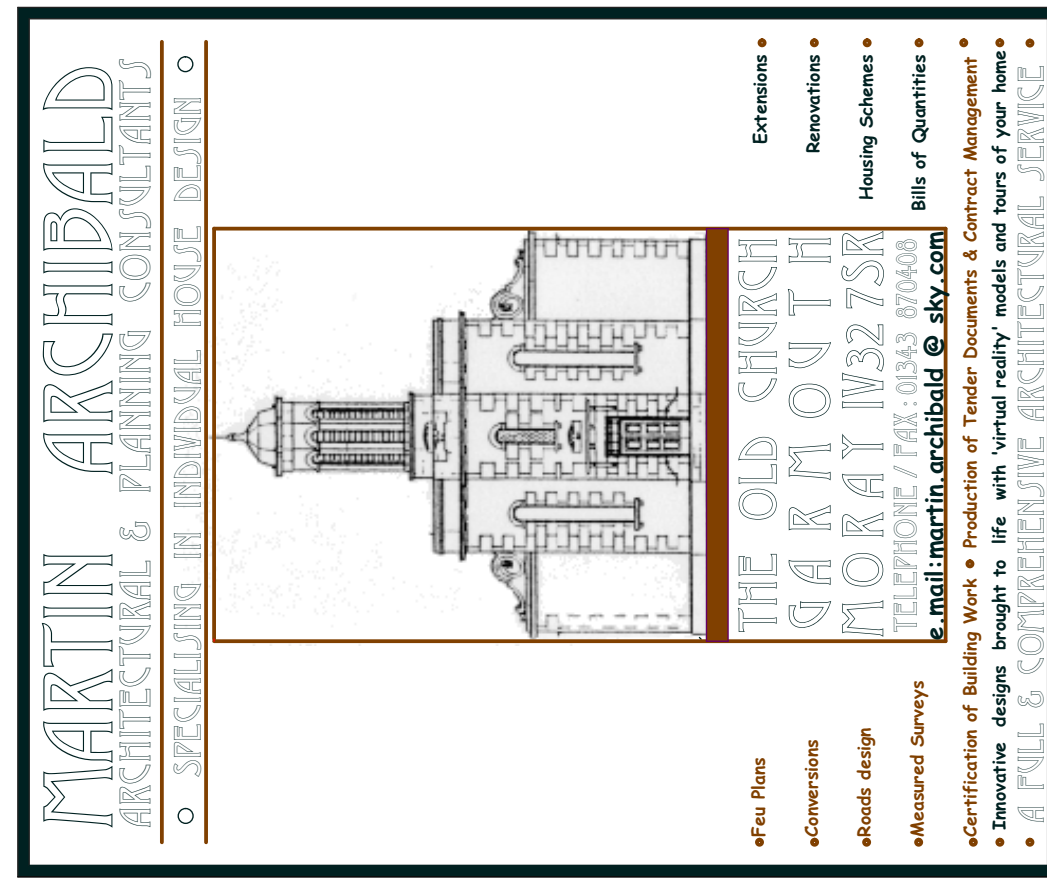 MARTIN ARCHIBALD
ARCHITECTURAL & PLANNING CONSULTANTS
• SPECIALISING IN INDIVIDUAL HOUSE DESIGN •
•Feu Plans
Extensions •
•Conversions
Renovations •
•Roads design
Housing Schemes •
•Measured Surveys
Bills of Quantities •
THE OLD CHURCH
GARMOUTH
MORAY IV32 7SR
TELEPHONE / FAX : 01343 870408
e.mail:martin.archibald @ sky.com
•Certification of Building Work • Production of Tender Documents & Contract Management •
• Innovative designs brought to life with 'virtual reality' models and tours of your home •
• A FULL & COMPREHENSIVE ARCHITECTURAL SERVICE •